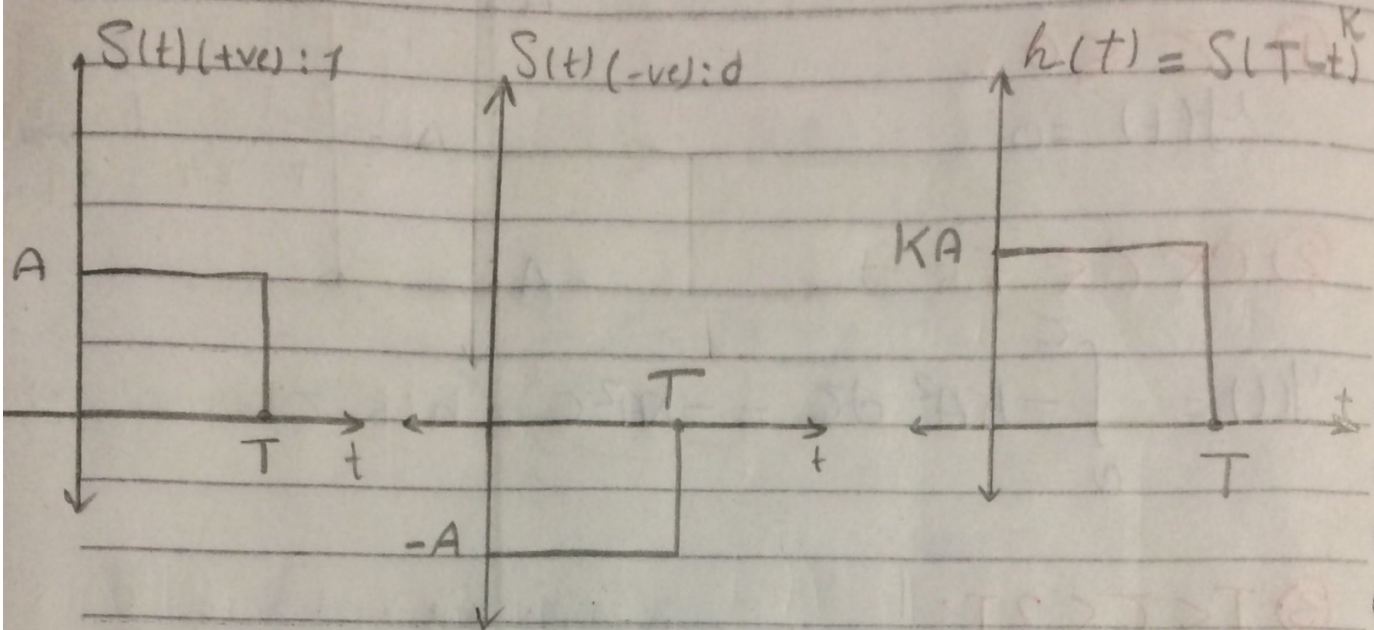 S(t) (+ve) : 1
S(t) (-ve) : 0
h(t) = S(T-t)K
A
KA
T
T
t
t
t
T
-A